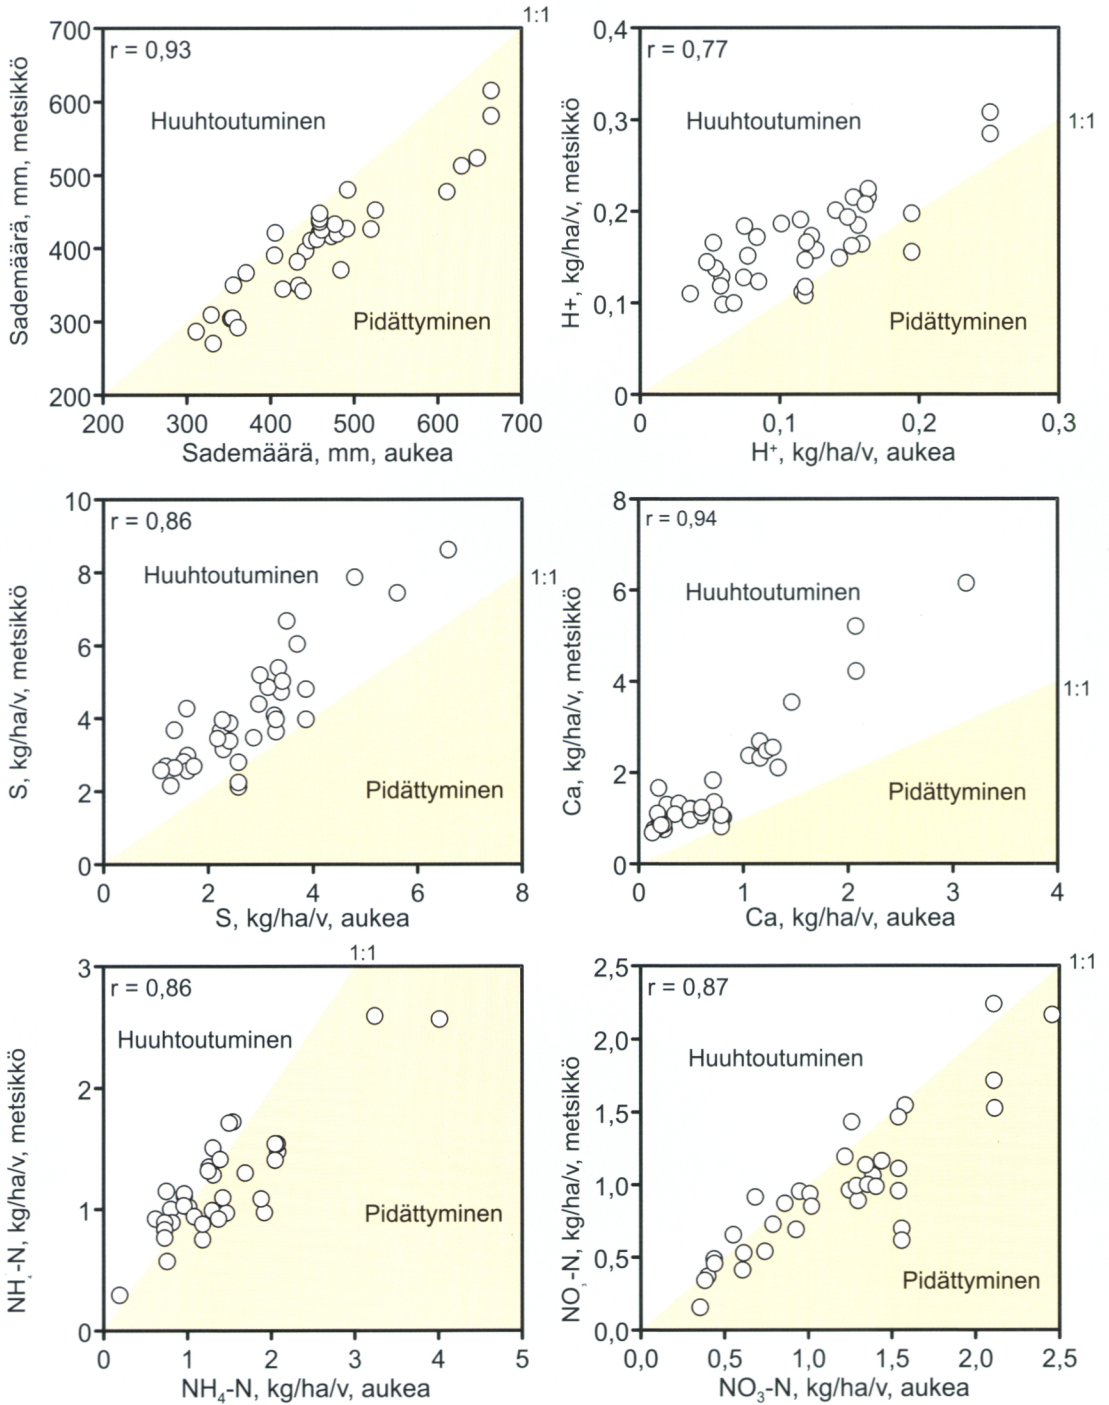 1:1
r = 0,93
Huuhtoutuminen
Pidättyminen
700
600
500
400
300
200
200 300 400 500 600 700
Sademäärä, mm, metsikkö
Sademäärä, mm, aukea
r = 0,77
Huuhtoutuminen
1:1
Pidättyminen
0,4
0,3
0,2
0,1
0
0 0,1 0,2 0,3
H+, kg/ha/v, metsikkö
H+, kg/ha/v, aukea
r = 0,86
Huuhtoutuminen
1:1
Pidättyminen
10
8
6
4
2
0
0 2 4 6 8
S, kg/ha/v, metsikkö
S, kg/ha/v, aukea
r = 0,94
Huuhtoutuminen
1:1
Pidättyminen
8
6
4
2
0
0 1 2 3 4
Ca, kg/ha/v, metsikkö
Ca, kg/ha/v, aukea
1:1
r = 0,86
Huuhtoutuminen
Pidättyminen
3
2
1
0
0 1 2 3 4 5
NH -N, kg/ha/v, metsikkö
NH4-N, kg/ha/v, aukea
1:1
r = 0,87
Huuhtoutuminen
Pidättyminen
2,5
2,0
1,5
1,0
0,5
0,0
0,0 0,5 1,0 1,5 2,0 2,5
NO -N, kg/ha/v, metsikkö
NO3-N, kg/ha/v, aukea